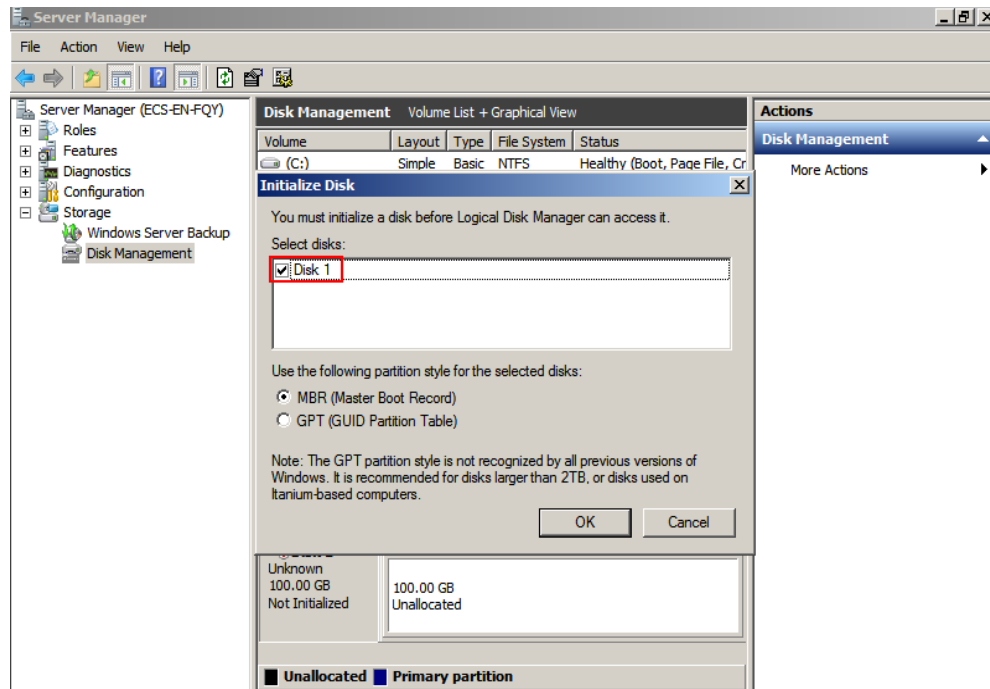 Server Manager
File Action View Help
Server Manager (ECS-EN-FQY)
Roles
Features
Diagnostics
Configuration
Storage
Windows Server Backup
Disk Management
Disk Management Volume List + Graphical View
Volume Layout Type File System Status
(C:) Simple Basic NTFS Healthy (Boot, Page File, Cr
Initialize Disk
You must initialize a disk before Logical Disk Manager can access it.
Select disks:
Disk 1
Use the following partition style for the selected disks:
MBR (Master Boot Record)
GPT (GUID Partition Table)
Note: The GPT partition style is not recognized by all previous versions of
Windows. It is recommended for disks larger than 2TB, or disks used on
Itanium-based computers.
OK Cancel
Unknown
100.00 GB
Not Initialized
100.00 GB
Unallocated
Unallocated Primary partition
Actions
Disk Management
More Actions